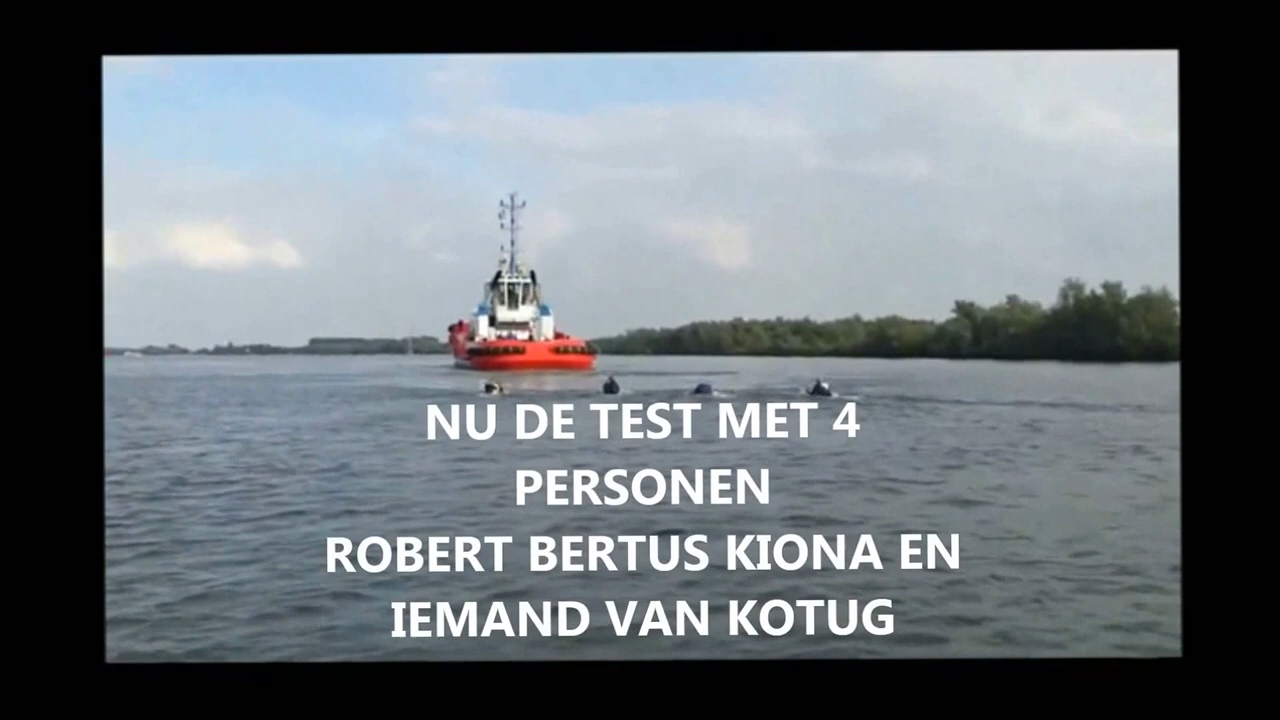 NU DE TEST MET 4
PERSONEN
ROBERT BERTUS KIONA EN
IEMAND VAN KOTUG